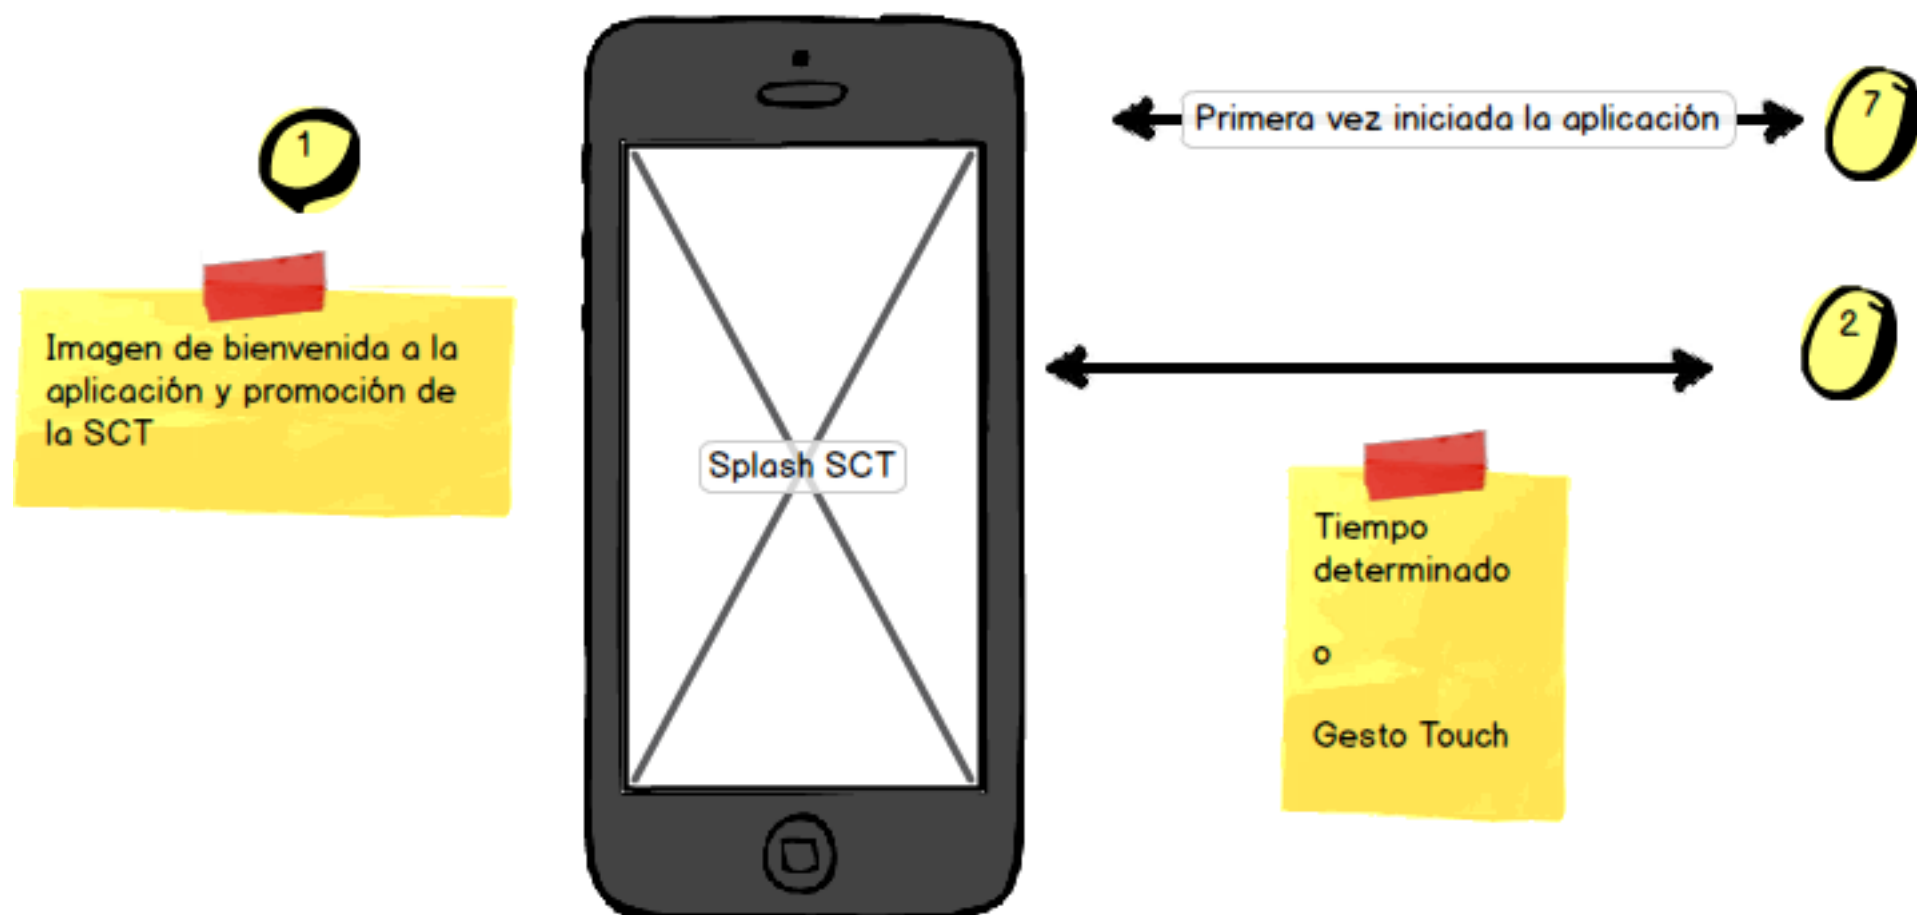 1
Imagen de bienvenida a la
aplicación y promoción de
la SCT
Splash SCT
Primera vez iniciada la aplicación
7
2
Tiempo
determinado
o
Gesto Touch